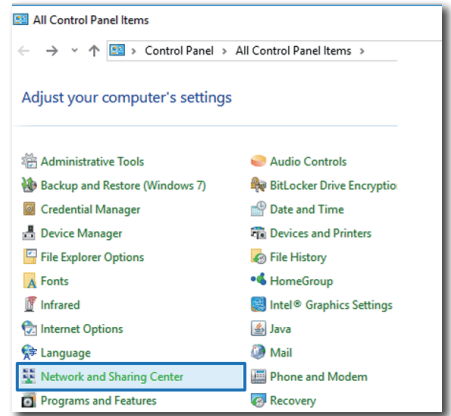 All Control Panel Items
Control Panel > All Control Panel Items >
Adjust your computer's settings
Administrative Tools
Audio Controls
Backup and Restore (Windows 7)
BitLocker Drive Encryptio
Credential Manager
Date and Time
Device Manager
Devices and Printers
File Explorer Options
File History
Fonts
HomeGroup
Infrared
Intel® Graphics Settings
Internet Options
Java
Language
Mail
Network and Sharing Center
Phone and Modem
Programs and Features
Recovery